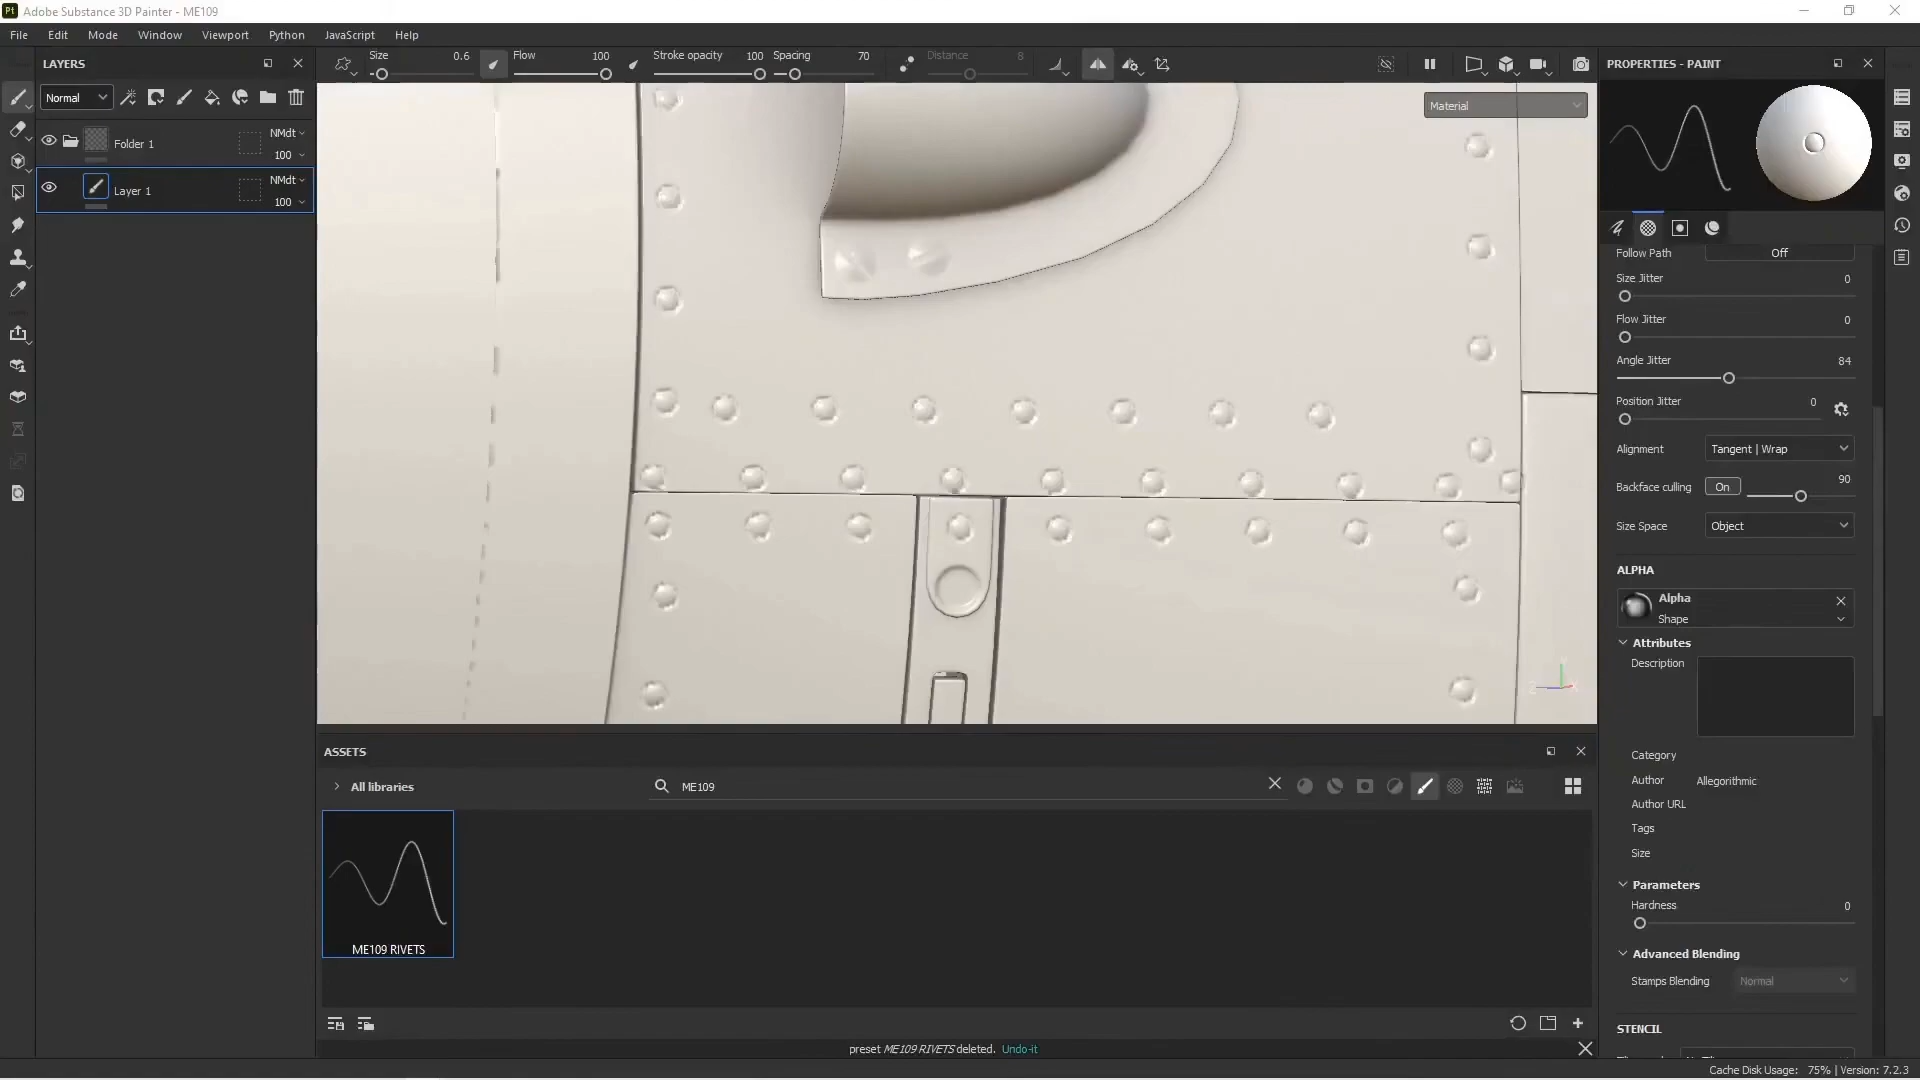 Pt Adobe Substance 3D Painter - ME109
File Edit Mode Window Viewport Python JavaScript Help
LAYERS
Size 0.6 Flow 100 Stroke opacity 100 Spacing 70 Distance 8
PROPERTIES - PAINT
Normal
Material
Folder 1 NMdt 100
Layer 1 NMdt 100
Follow Path Off
Size Jitter 0
Flow Jitter 0
Angle Jitter 84
Position Jitter 0
Alignment Tangent | Wrap
Backface culling On 90
Size Space Object
ALPHA
Alpha
Shape
Attributes
Description
Category
Author Allegorithmic
Author URL
Tags
Size
Parameters
Hardness 0
Advanced Blending
Stamps Blending Normal
STENCIL
ASSETS
All libraries ME109
ME109 RIVETS
preset ME109 RIVETS deleted. Undo-it
Cache Disk Usage: 75% | Version: 7.2.3